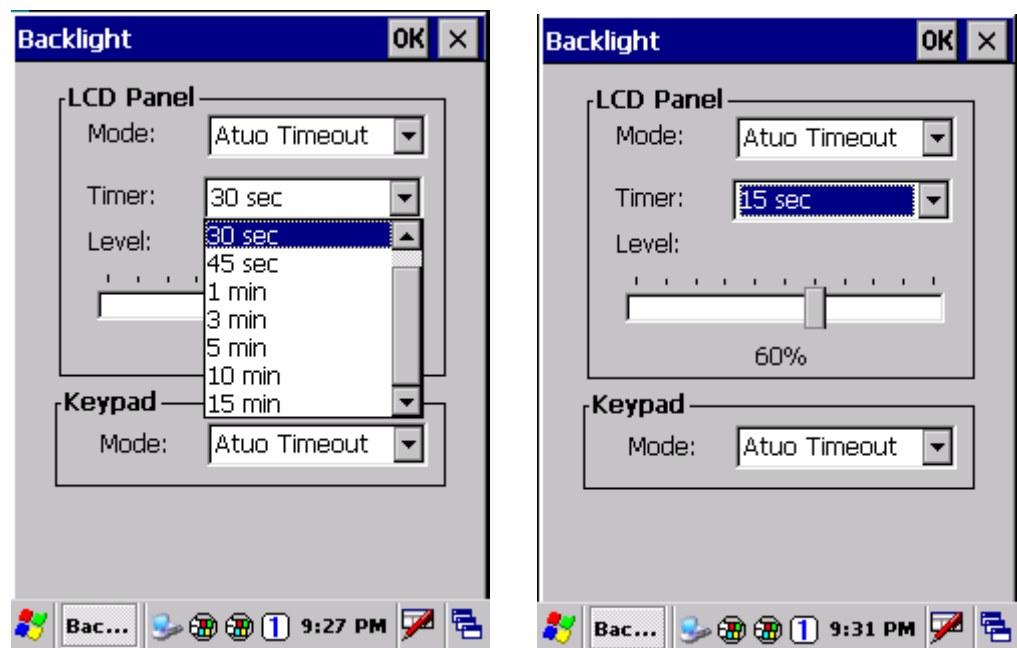 Backlight OK
LCD Panel
Mode: Atuo Timeout
Timer: 30 sec
Level:
30 sec
45 sec
1 min
3 min
5 min
10 min
15 min
Keypad
Mode: Atuo Timeout
Bac... 1 9:27 PM
Backlight OK
LCD Panel
Mode: Atuo Timeout
Timer: 15 sec
Level:
60%
Keypad
Mode: Atuo Timeout
Bac... 1 9:31 PM